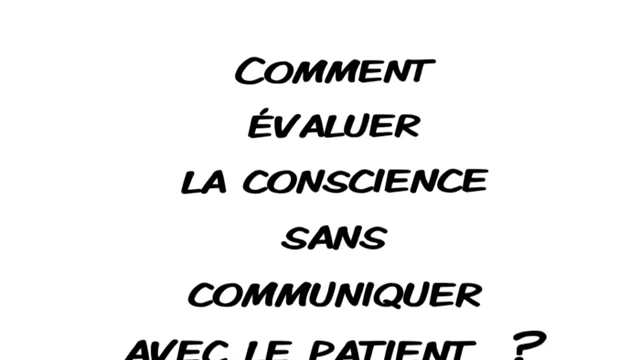 COMMENT
ÉVALUER
LA CONSCIENCE
SANS
COMMUNIQUER
AVEC LE PATIENT ?